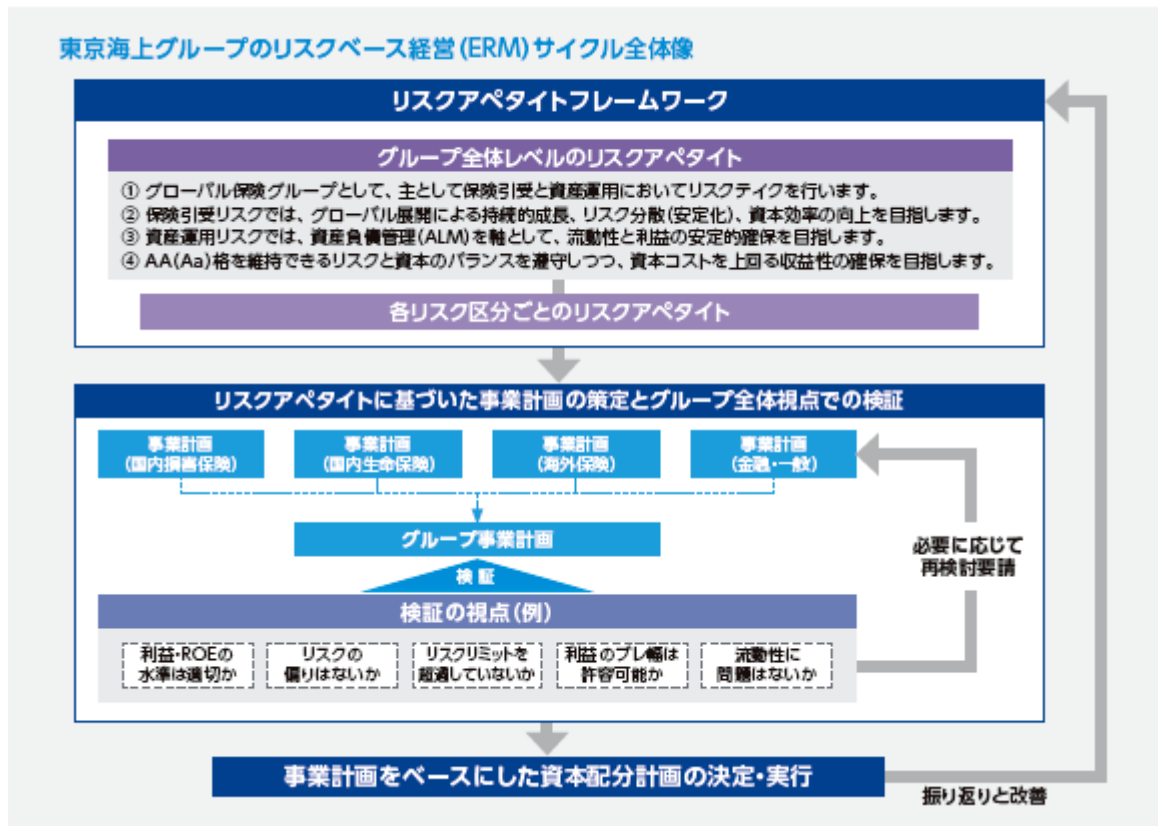 東京海上グループのリスクベース経営(ERM)サイクル全体像
リスクアペタイトフレームワーク
グループ全体レベルのリスクアペタイト
① グローバル保険グループとして、主として保険引受と資産運用においてリスクテイクを行います。
② 保険引受リスクでは、グローバル展開による持続的成長、リスク分散(安定化)、資本効率の向上を目指します。
③ 資産運用リスクでは、資産負債管理(ALM)を軸として、流動性と利益の安定的確保を目指します。
④ AA(Aa)格を維持できるリスクと資本のバランスを遵守しつつ、資本コストを上回る収益性の確保を目指します。
各リスク区分ごとのリスクアペタイト
リスクアペタイトに基づいた事業計画の策定とグループ全体視点での検証
事業計画
(国内損害保険)
事業計画
(国内生命保険)
事業計画
(海外保険)
事業計画
(金融・一般)
グループ事業計画
検証
必要に応じて
再検討要請
検証の視点(例)
利益・ROEの
水準は適切か
リスクの
偏りはないか
リスクリミットを
超過していないか
利益のブレ幅は
許容可能か
流動性に
問題はないか
事業計画をベースにした資本配分計画の決定・実行
振り返りと改善